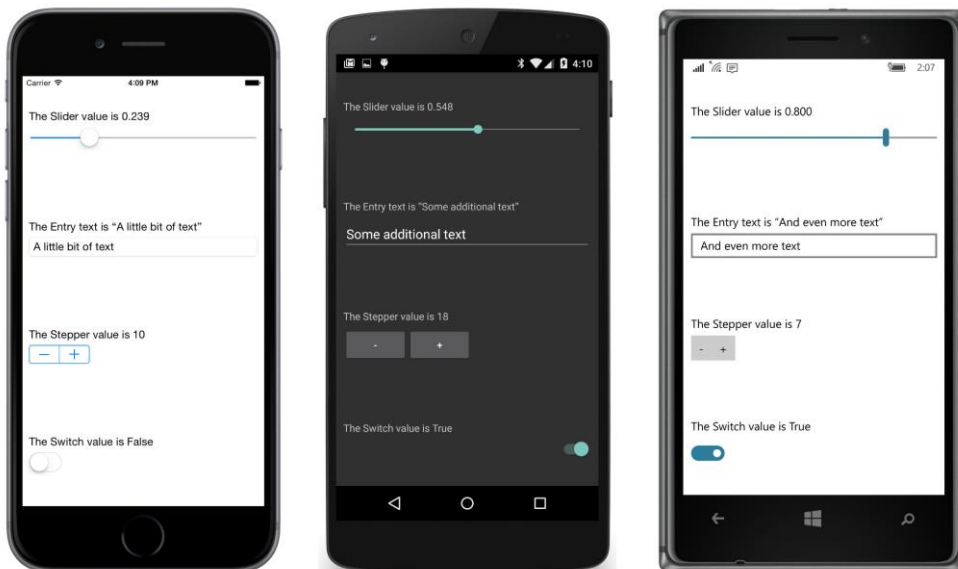 Carrier 4:09 PM
The Slider value is 0.239
The Entry text is “A little bit of text”
A little bit of text
The Stepper value is 10
− +
The Switch value is False
4:10
The Slider value is 0.548
The Entry text is “Some additional text”
Some additional text
The Stepper value is 18
- +
The Switch value is True
2:07
The Slider value is 0.800
The Entry text is “And even more text”
And even more text
The Stepper value is 7
- +
The Switch value is True